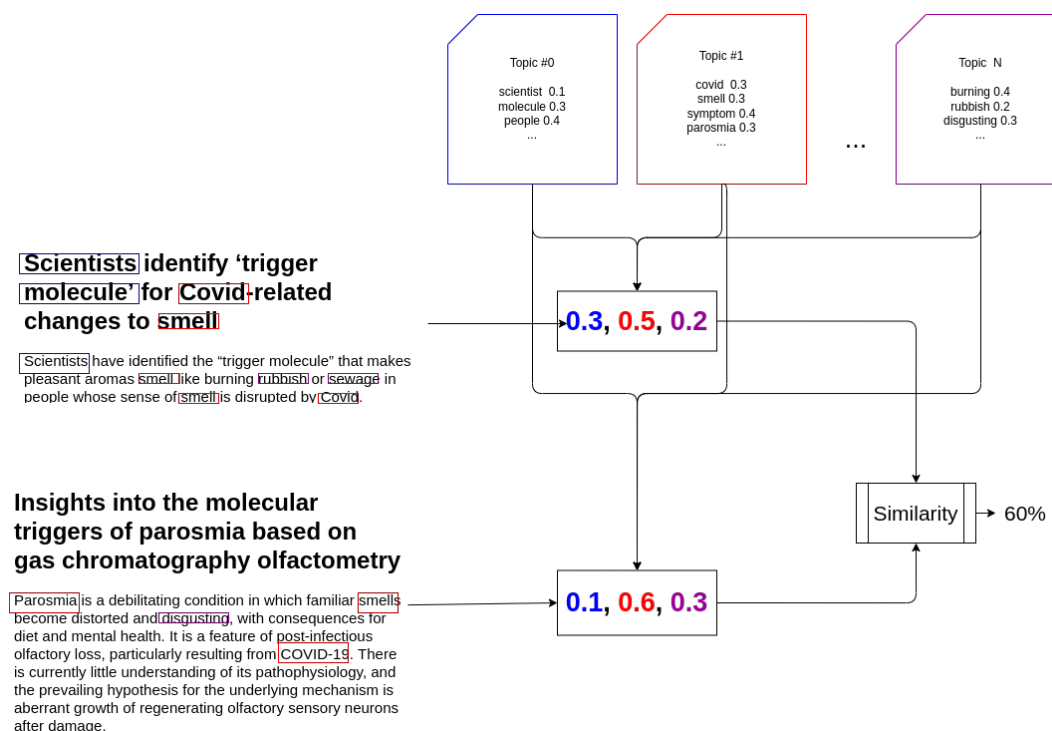 Topic #0
scientist 0.1
molecule 0.3
people 0.4
...
Topic #1
covid 0.3
smell 0.3
symptom 0.4
parosmia 0.3
...
...
Topic N
burning 0.4
rubbish 0.2
disgusting 0.3
...
Scientists identify ‘trigger
molecule’ for Covid-related
changes to smell
Scientists have identified the “trigger molecule” that makes
pleasant aromas smell like burning rubbish or sewage in
people whose sense of smell is disrupted by Covid.
0.3, 0.5, 0.2
Insights into the molecular
triggers of parosmia based on
gas chromatography olfactometry
Parosmia is a debilitating condition in which familiar smells
become distorted and disgusting, with consequences for
diet and mental health. It is a feature of post-infectious
olfactory loss, particularly resulting from COVID-19. There
is currently little understanding of its pathophysiology, and
the prevailing hypothesis for the underlying mechanism is
aberrant growth of regenerating olfactory sensory neurons
after damage.
0.1, 0.6, 0.3
Similarity
60%